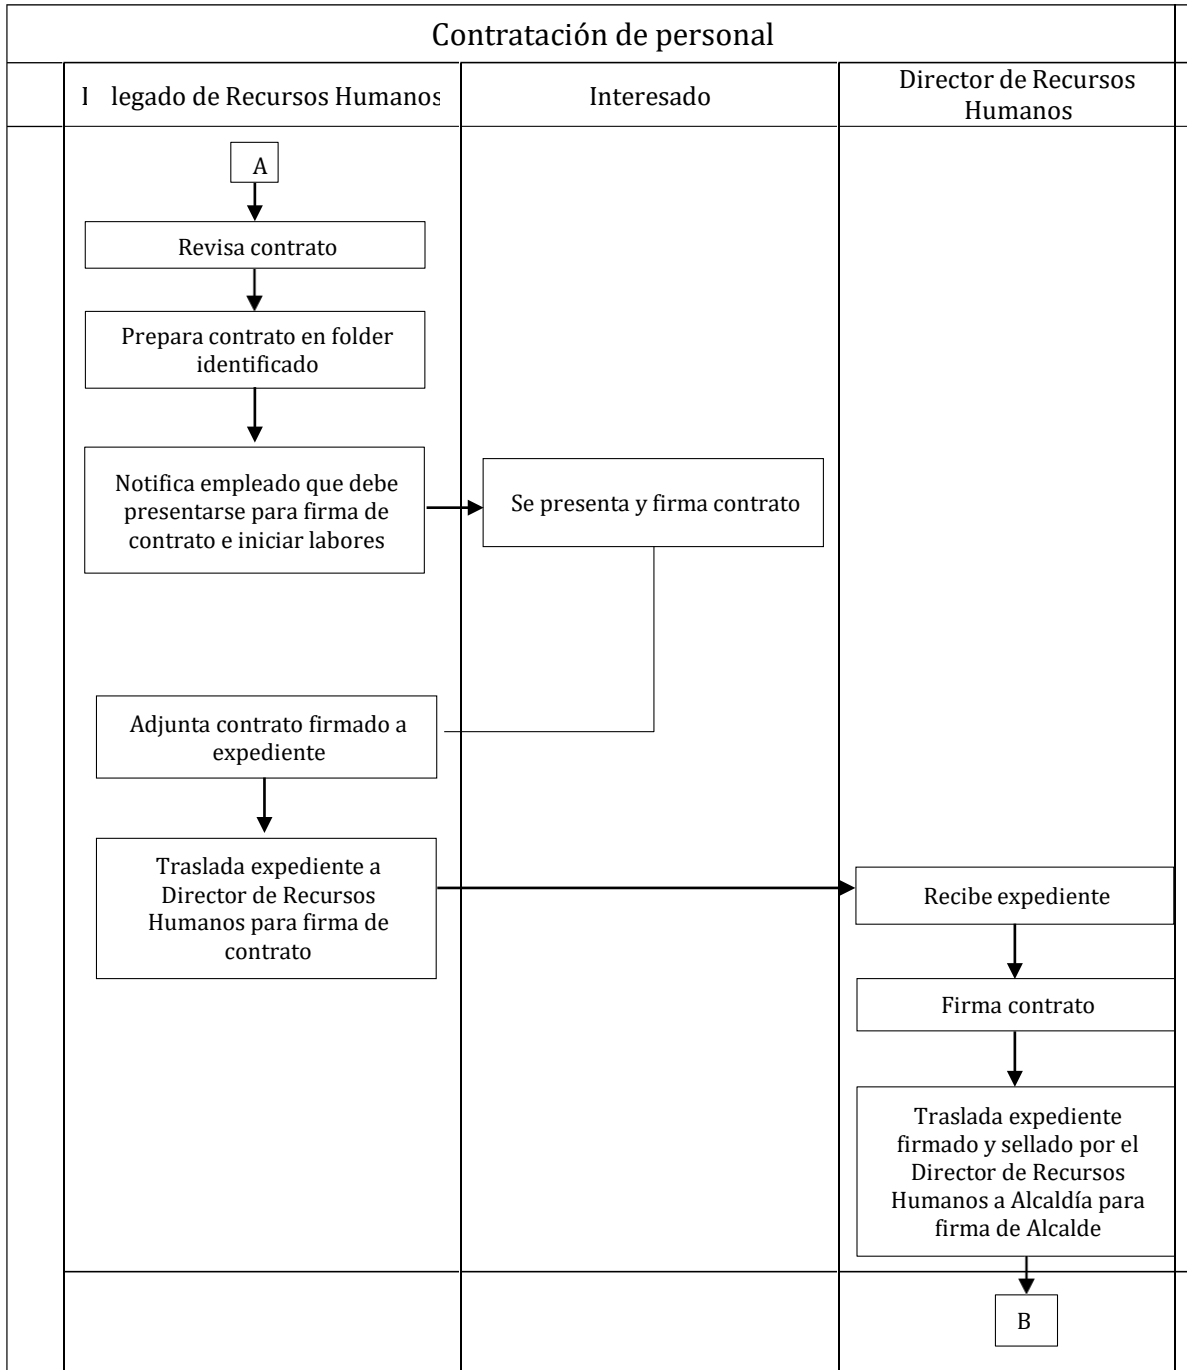 Contratación de personal
legado de Recursos Humanos
Interesado
Director de Recursos
Humanos
A
Revisa contrato
Prepara contrato en folder
identificado
Notifica empleado que debe
presentarse para firma de
contrato e iniciar labores
Se presenta y firma contrato
Adjunta contrato firmado a
expediente
Traslada expediente a
Director de Recursos
Humanos para firma de
contrato
Recibe expediente
Firma contrato
Traslada expediente
firmado y sellado por el
Director de Recursos
Humanos a Alcaldía para
firma de Alcalde
B